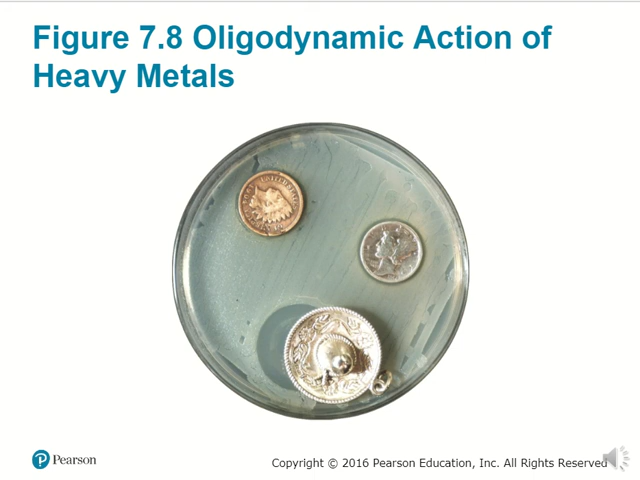 Figure 7.8 Oligodynamic Action of
Heavy Metals
Pearson
Copyright © 2016 Pearson Education, Inc. All Rights Reserved